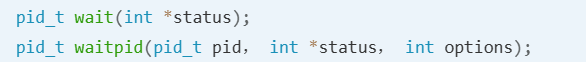 pid_t wait(int *status);
pid_t waitpid(pid_t pid, int *status, int options);